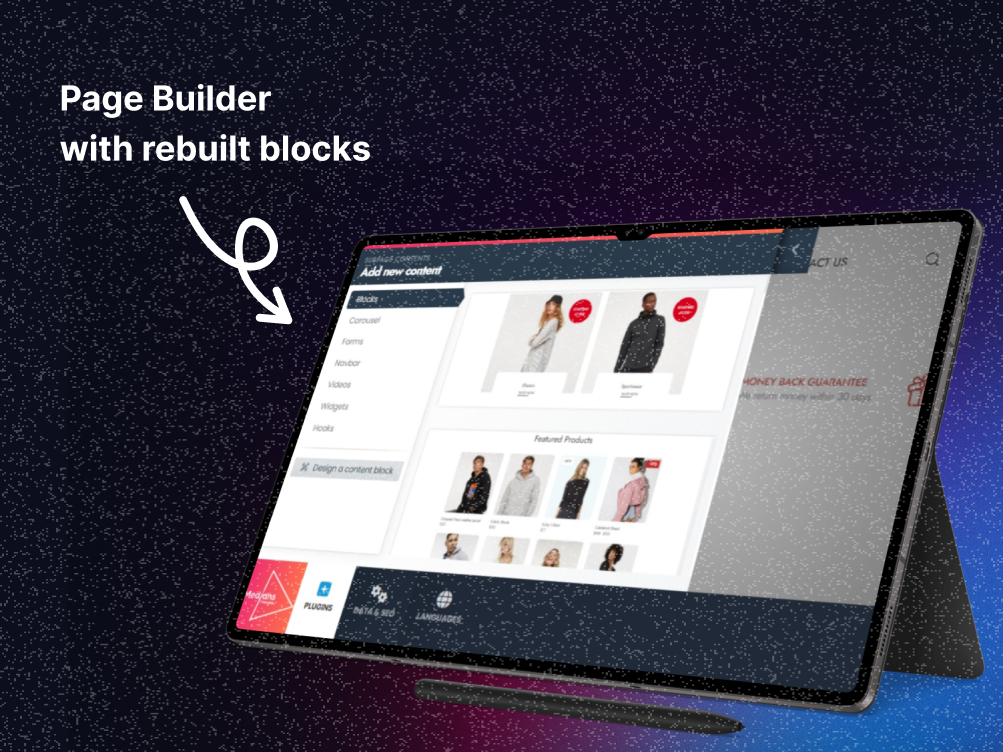 Page Builder
with rebuilt blocks
SUBPAGE CONTENTS
Add new content
ACT US
Blocks
Carousel
Forms
Navbar
Videos
Widgets
Hooks
Design a content block
MONEY BACK GUARANTEE
We return money within 30 days
Featured Products
PLUGINS
DATA & SEO
LANGUAGES